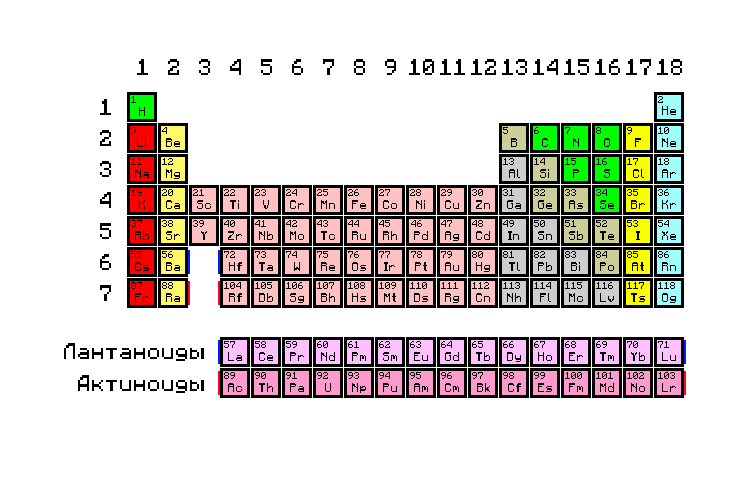 1 2 3 4 5 6 7 8 9 10 11 12 13 14 15 16 17 18
1 1 H 2 He
2 3 Li 4 Be 5 B 6 C 7 N 8 O 9 F 10 Ne
3 11 Na 12 Mg 13 Al 14 Si 15 P 16 S 17 Cl 18 Ar
4 19 K 20 Ca 21 Sc 22 Ti 23 V 24 Cr 25 Mn 26 Fe 27 Co 28 Ni 29 Cu 30 Zn 31 Ga 32 Ge 33 As 34 Se 35 Br 36 Kr
5 37 Rb 38 Sr 39 Y 40 Zr 41 Nb 42 Mo 43 Tc 44 Ru 45 Rh 46 Pd 47 Ag 48 Cd 49 In 50 Sn 51 Sb 52 Te 53 I 54 Xe
6 55 Cs 56 Ba 72 Hf 73 Ta 74 W 75 Re 76 Os 77 Ir 78 Pt 79 Au 80 Hg 81 Tl 82 Pb 83 Bi 84 Po 85 At 86 Rn
7 87 Fr 88 Ra 104 Rf 105 Db 106 Sg 107 Bh 108 Hs 109 Mt 110 Ds 111 Rg 112 Cn 113 Nh 114 Fl 115 Mc 116 Lv 117 Ts 118 Og
Лантаноиды 57 La 58 Ce 59 Pr 60 Nd 61 Pm 62 Sm 63 Eu 64 Gd 65 Tb 66 Dy 67 Ho 68 Er 69 Tm 70 Yb 71 Lu
Актиноиды 89 Ac 90 Th 91 Pa 92 U 93 Np 94 Pu 95 Am 96 Cm 97 Bk 98 Cf 99 Es 100 Fm 101 Md 102 No 103 Lr